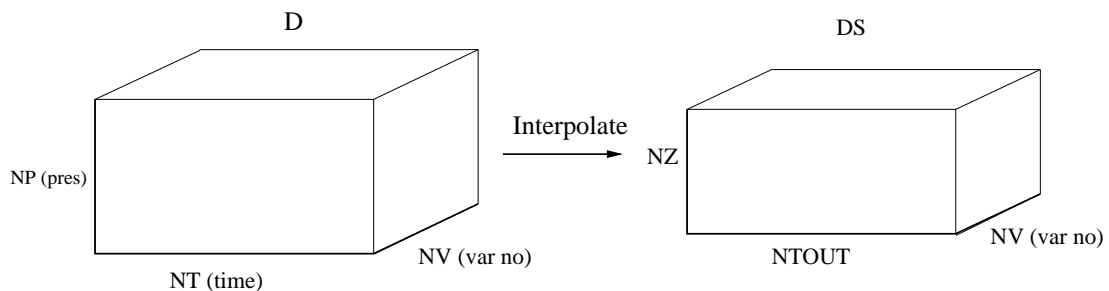 D
DS
Interpolate
NP (pres)
NZ
NV (var no)
NT (time)
NV (var no)
NTOUT